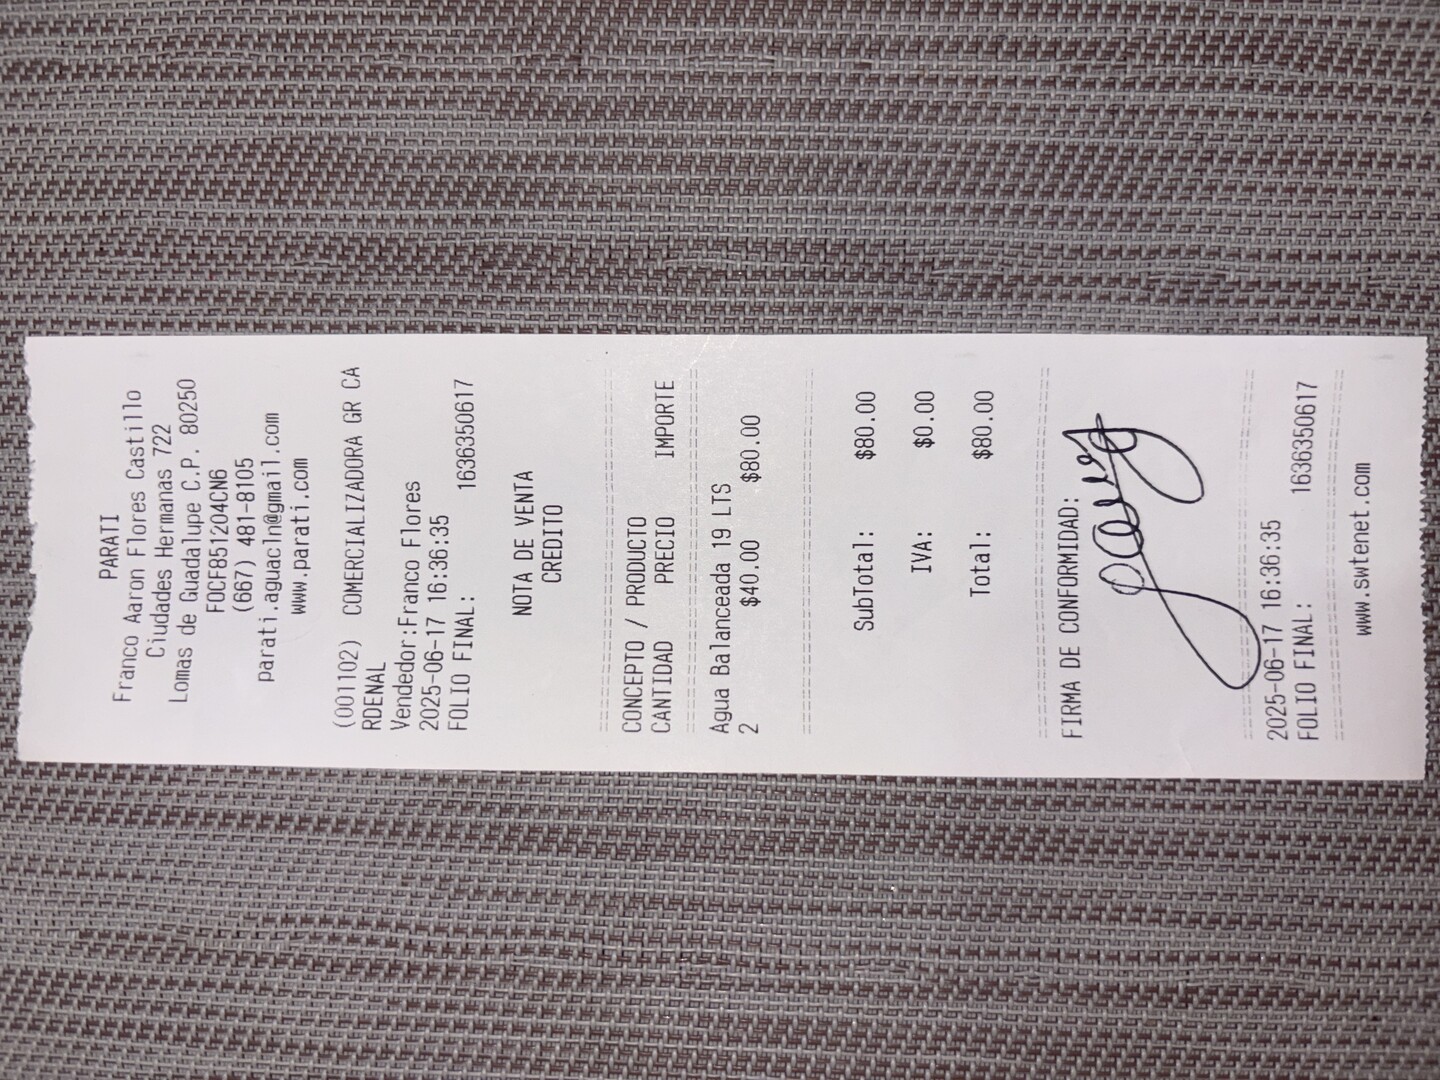 PARATI
Franco Aaron Flores Castillo
Ciudades Hermanas 722
Lomas de Guadalupe C.P. 80250
FOCF851204CN6
(667) 481-8105
parati.aguacln@gmail.com
www.parati.com
(001102) COMERCIALIZADORA GR CA
RDENAL
Vendedor:Franco Flores
2025-06-17 16:36:35
FOLIO FINAL: 1636350617
NOTA DE VENTA
CREDITO
CONCEPTO / PRODUCTO
CANTIDAD PRECIO IMPORTE
Agua Balanceada 19 LTS
2 $40.00 $80.00
SubTotal: $80.00
IVA: $0.00
Total: $80.00
FIRMA DE CONFORMIDAD:
2025-06-17 16:36:35
FOLIO FINAL: 1636350617
www.swtenet.com